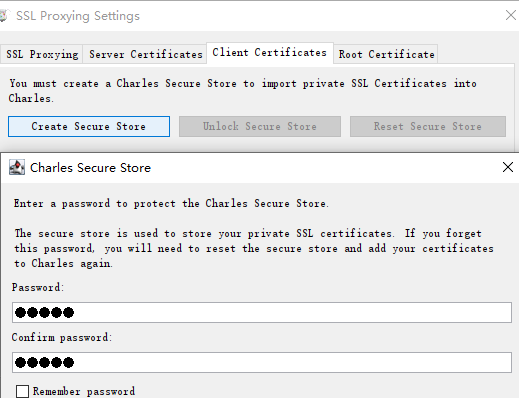 SSL Proxying Settings
SSL Proxying Server Certificates Client Certificates Root Certificate
You must create a Charles Secure Store to import private SSL Certificates into
Charles.
Create Secure Store Unlock Secure Store Reset Secure Store
Charles Secure Store
Enter a password to protect the Charles Secure Store.
The secure store is used to store your private SSL certificates. If you forget
this password, you will need to reset the secure store and add your certificates
to Charles again.
Password:
●●●●●
Confirm password:
●●●●●
Remember password